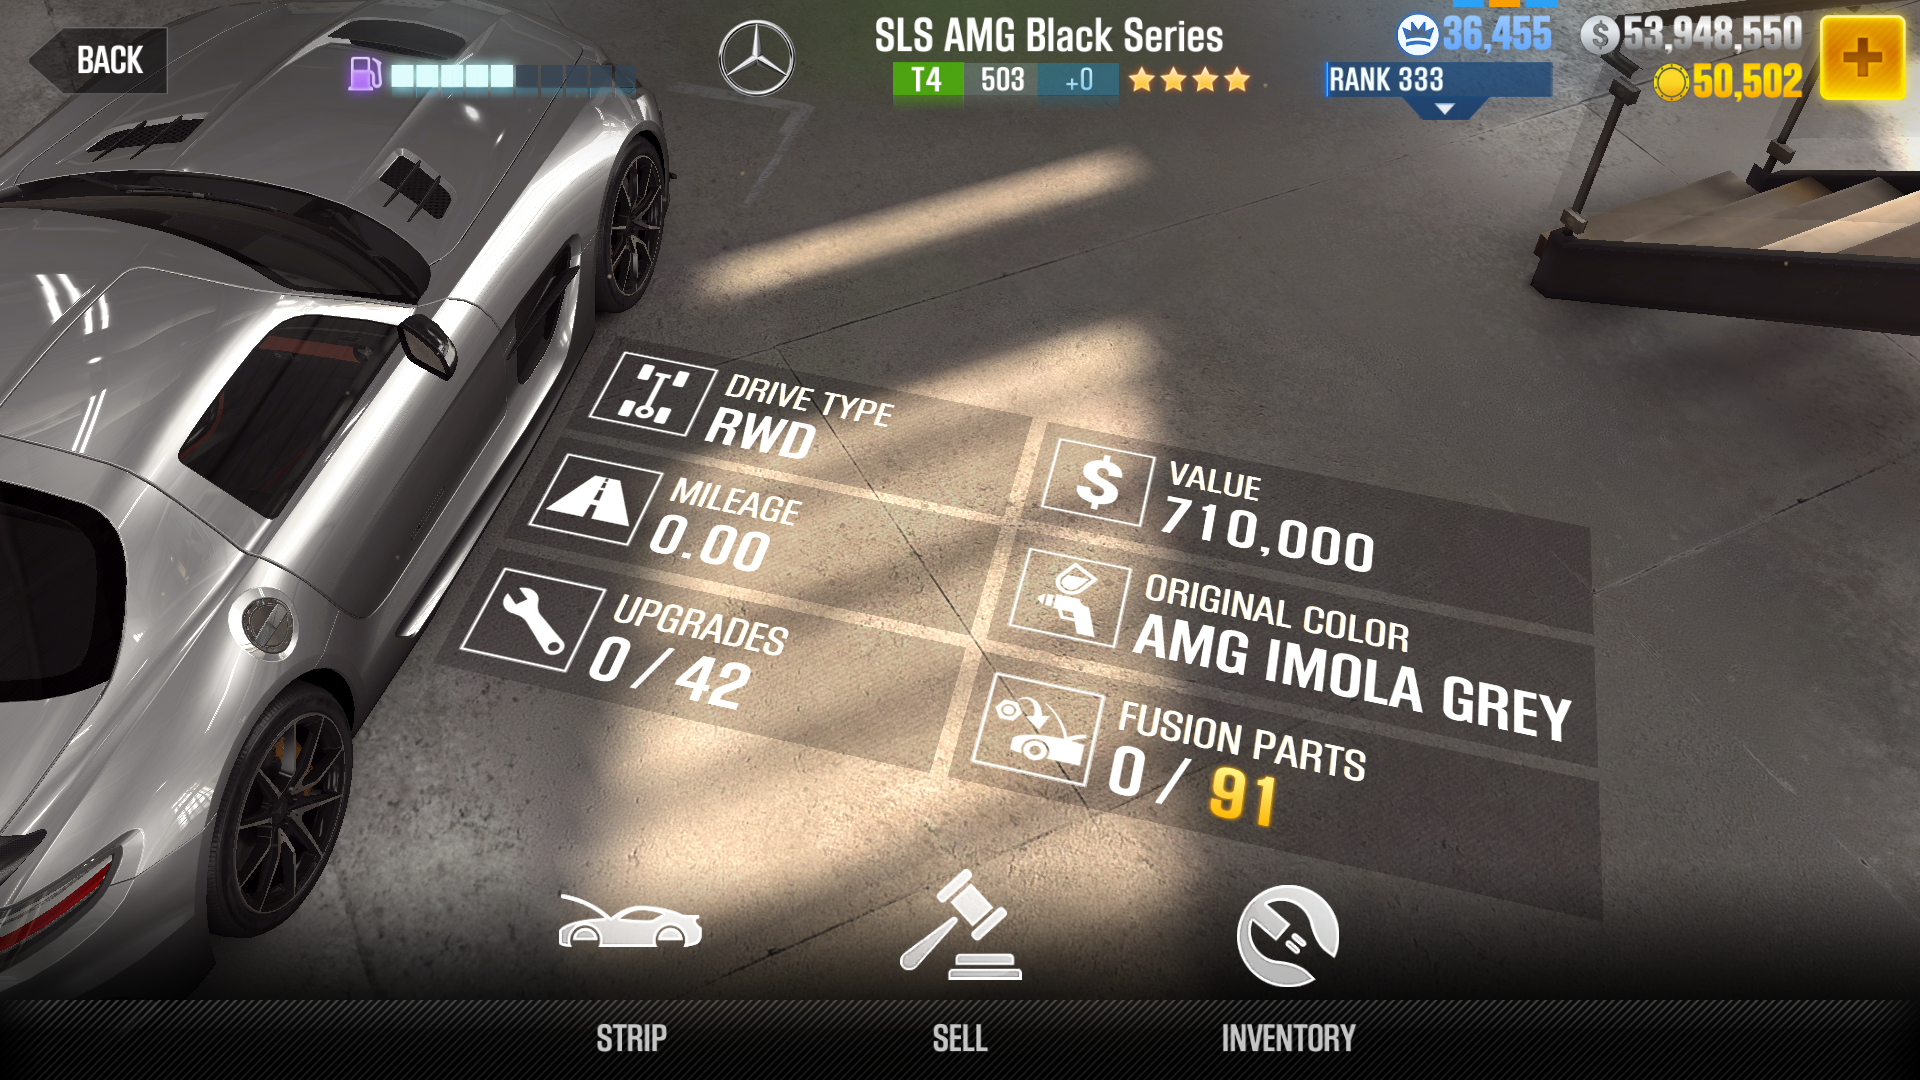 BACK
SLS AMG Black Series
T4 503 +0
36,455
53,948,550
RANK 333
50,502
DRIVE TYPE
RWD
MILEAGE
0.00
UPGRADES
0 / 42
VALUE
710,000
ORIGINAL COLOR
AMG IMOLA GREY
FUSION PARTS
0 / 91
STRIP
SELL
INVENTORY